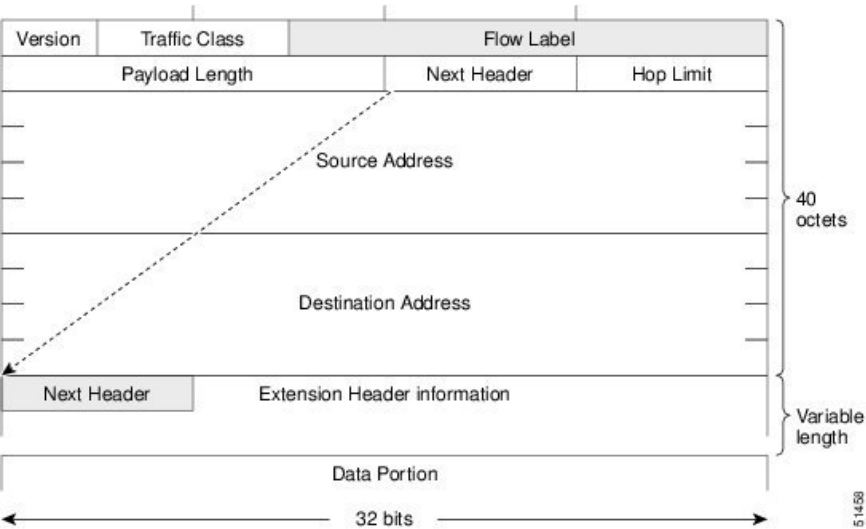 Version Traffic Class Flow Label
Payload Length Next Header Hop Limit
Source Address
40
octets
Destination Address
Next Header Extension Header information
Variable
length
Data Portion
32 bits